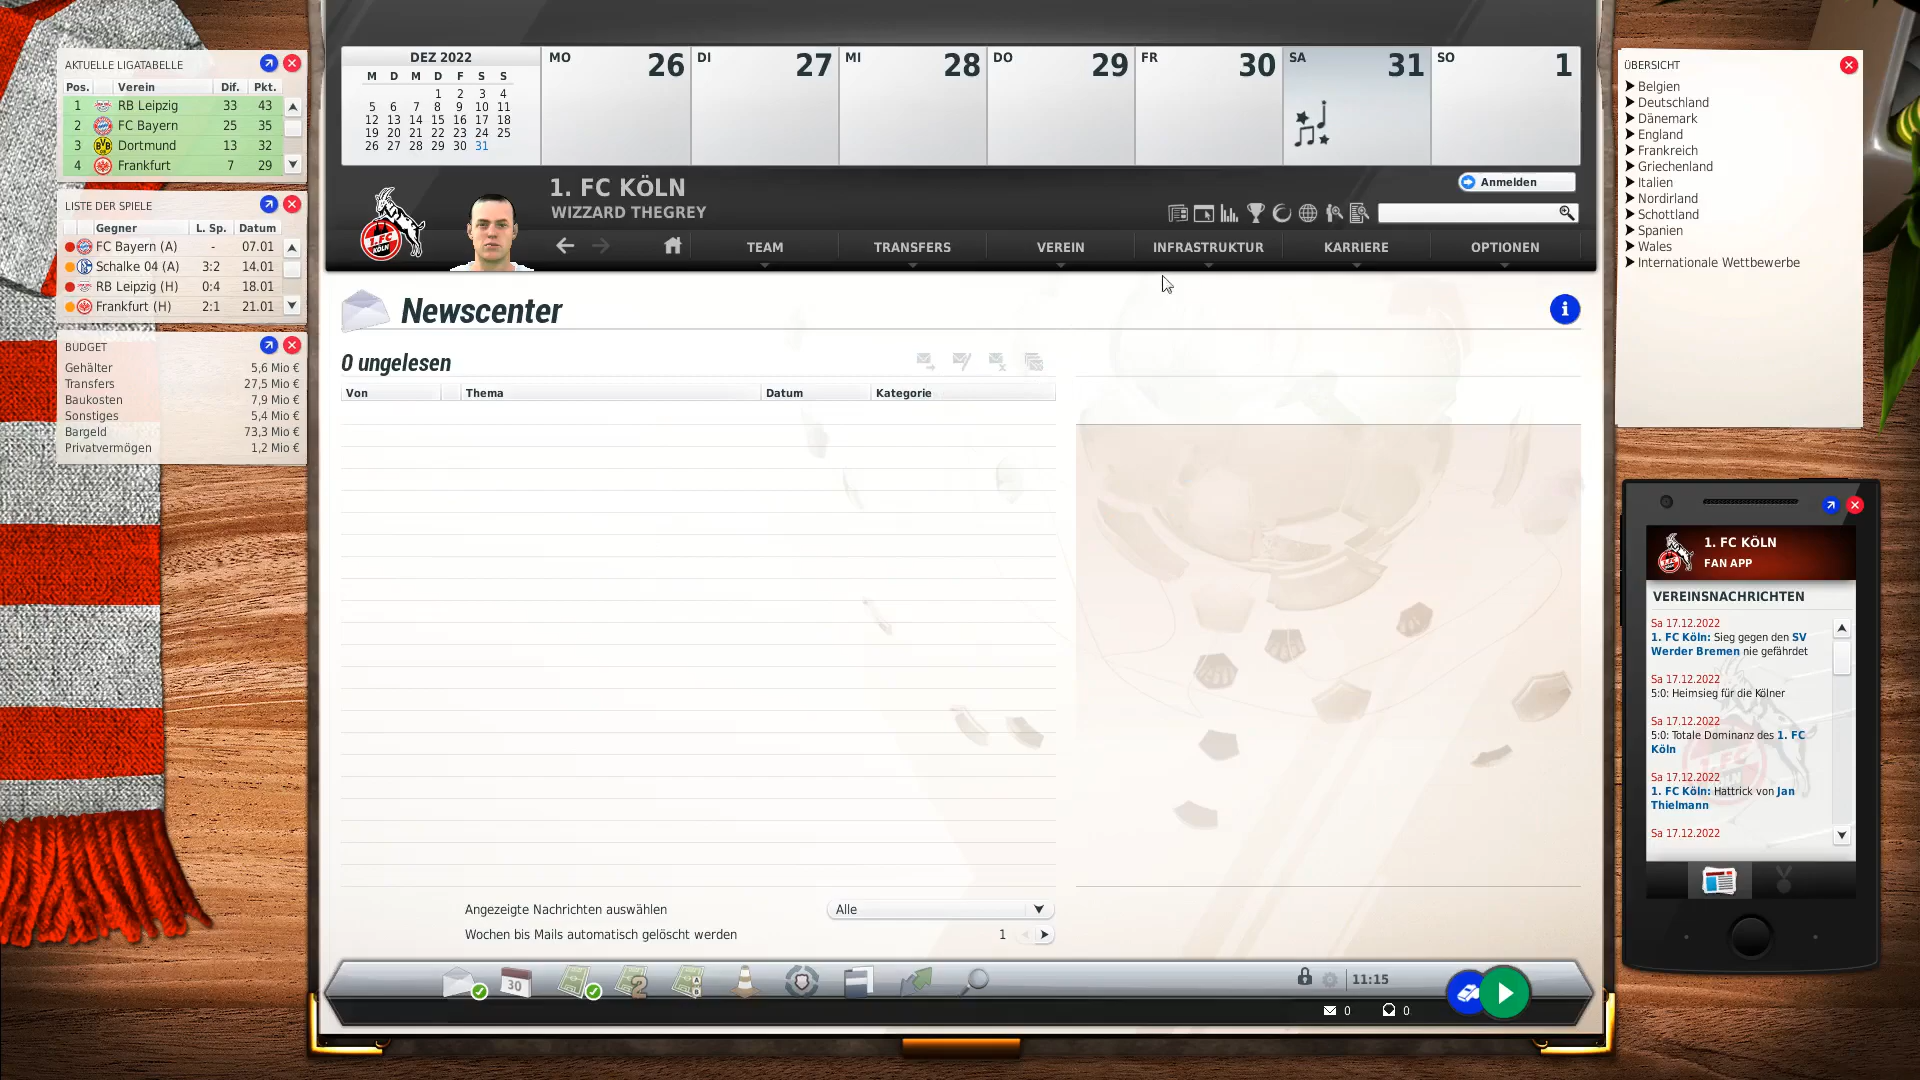 AKTUELLE LIGATABELLE
Pos. Verein Dif. Pkt.
1 RB Leipzig 33 43
2 FC Bayern 25 35
3 Dortmund 13 32
4 Frankfurt 7 29
LISTE DER SPIELE
Gegner L. Sp. Datum
FC Bayern (A) - 07.01
Schalke 04 (A) 3:2 14.01
RB Leipzig (H) 0:4 18.01
Frankfurt (H) 2:1 21.01
BUDGET
Gehälter 5,6 Mio €
Transfers 27,5 Mio €
Baukosten 7,9 Mio €
Sonstiges 5,4 Mio €
Bargeld 73,3 Mio €
Privatvermögen 1,2 Mio €
DEZ 2022
M D M D F S S
1 2 3 4
5 6 7 8 9 10 11
12 13 14 15 16 17 18
19 20 21 22 23 24 25
26 27 28 29 30 31
MO 26 DI 27 MI 28 DO 29 FR 30 SA 31 SO 1
1. FC KÖLN
WIZZARD THEGREY
Anmelden
TEAM TRANSFERS VEREIN INFRASTRUKTUR KARRIERE OPTIONEN
Newscenter
0 ungelesen
Von Thema Datum Kategorie
Angezeigte Nachrichten auswählen Alle
Wochen bis Mails automatisch gelöscht werden 1
30 2 11:15
0 0
ÜBERSICHT
Belgien
Deutschland
Dänemark
England
Frankreich
Griechenland
Italien
Nordirland
Schottland
Spanien
Wales
Internationale Wettbewerbe
1. FC KÖLN
FAN APP
VEREINSNACHRICHTEN
Sa 17.12.2022
1. FC Köln: Sieg gegen den SV
Werder Bremen nie gefährdet
Sa 17.12.2022
5:0: Heimsieg für die Kölner
Sa 17.12.2022
5:0: Totale Dominanz des 1. FC
Köln
Sa 17.12.2022
1. FC Köln: Hattrick von Jan
Thielmann
Sa 17.12.2022